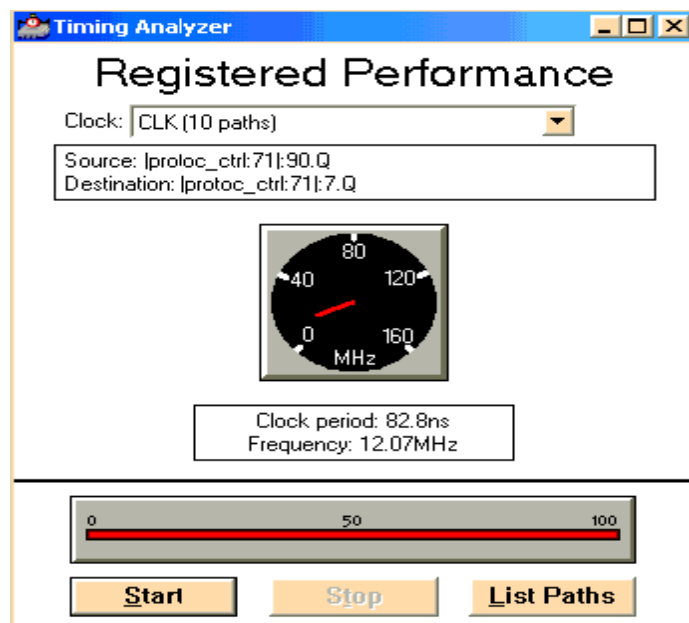 Timing Analyzer
Registered Performance
Clock: CLK (10 paths)
Source: |protoc_ctrl:71|:90.Q
Destination: |protoc_ctrl:71|:7.Q
80
40 120
0 160
MHz
Clock period: 82.8ns
Frequency: 12.07MHz
0 50 100
Start Stop List Paths